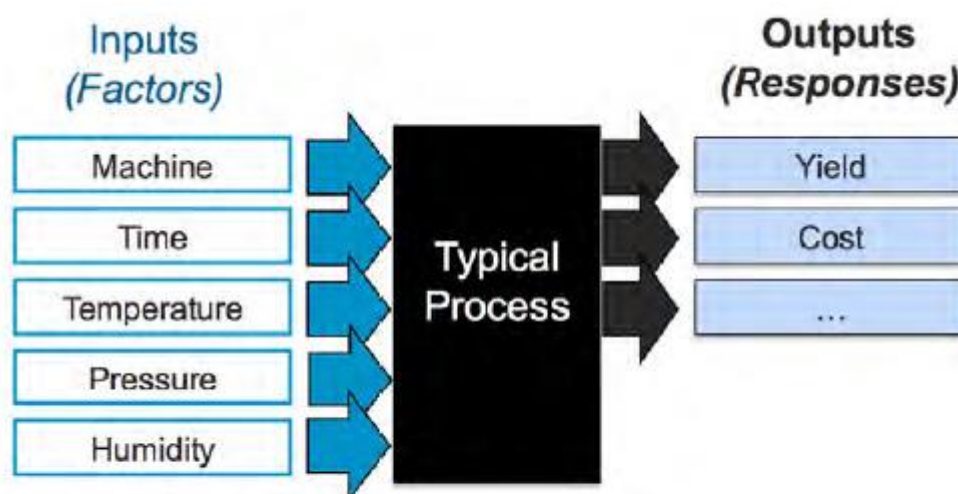 Inputs
(Factors)
Machine
Time
Temperature
Pressure
Humidity
Typical
Process
Outputs
(Responses)
Yield
Cost
...